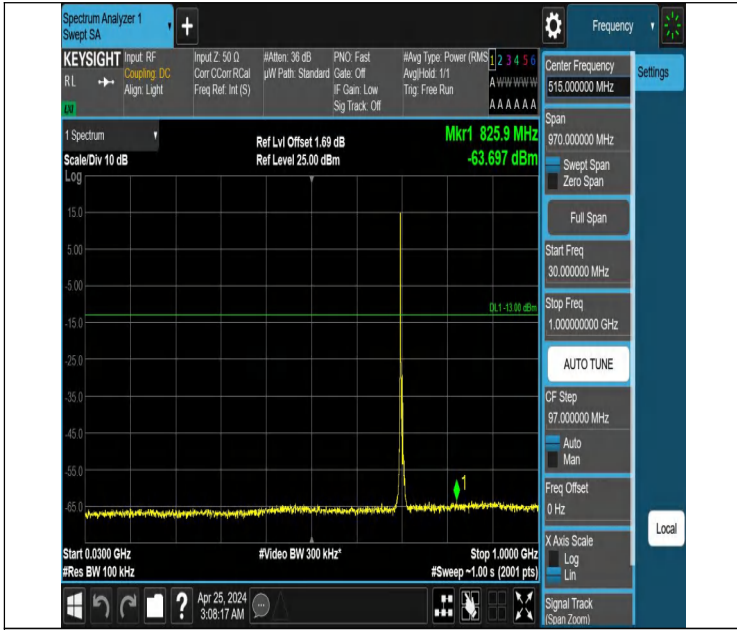 Spectrum Analyzer 1
Swept SA
+
Frequency
KEYSIGHT
RL
Input: RF
Coupling: DC
Align: Light
Input Z: 50 Ω
Corr CCorr RCal
Freq Ref: Int (S)
#Atten: 36 dB
µW Path: Standard
PNO: Fast
Gate: Off
IF Gain: Low
Sig Track: Off
#Avg Type: Power (RMS
Avg|Hold: 1/1
Trig: Free Run
1 2 3 4 5 6
A W W W W W
A A A A A A
LXI
1 Spectrum
Scale/Div 10 dB
Log
Ref Lvl Offset 1.69 dB
Ref Level 25.00 dBm
Mkr1 825.9 MHz
-63.697 dBm
15.0
5.00
-5.00
-15.0
-25.0
-35.0
-45.0
-55.0
-65.0
DL1 -13.00 dBm
1
Start 0.0300 GHz
#Res BW 100 kHz
#Video BW 300 kHz*
Stop 1.0000 GHz
#Sweep ~1.00 s (2001 pts)
Center Frequency
515.000000 MHz
Settings
Span
970.000000 MHz
Swept Span
Zero Span
Full Span
Start Freq
30.000000 MHz
Stop Freq
1.000000000 GHz
AUTO TUNE
CF Step
97.000000 MHz
Auto
Man
Freq Offset
0 Hz
X Axis Scale
Log
Lin
Signal Track
(Span Zoom)
Local
?
Apr 25, 2024
3:08:17 AM